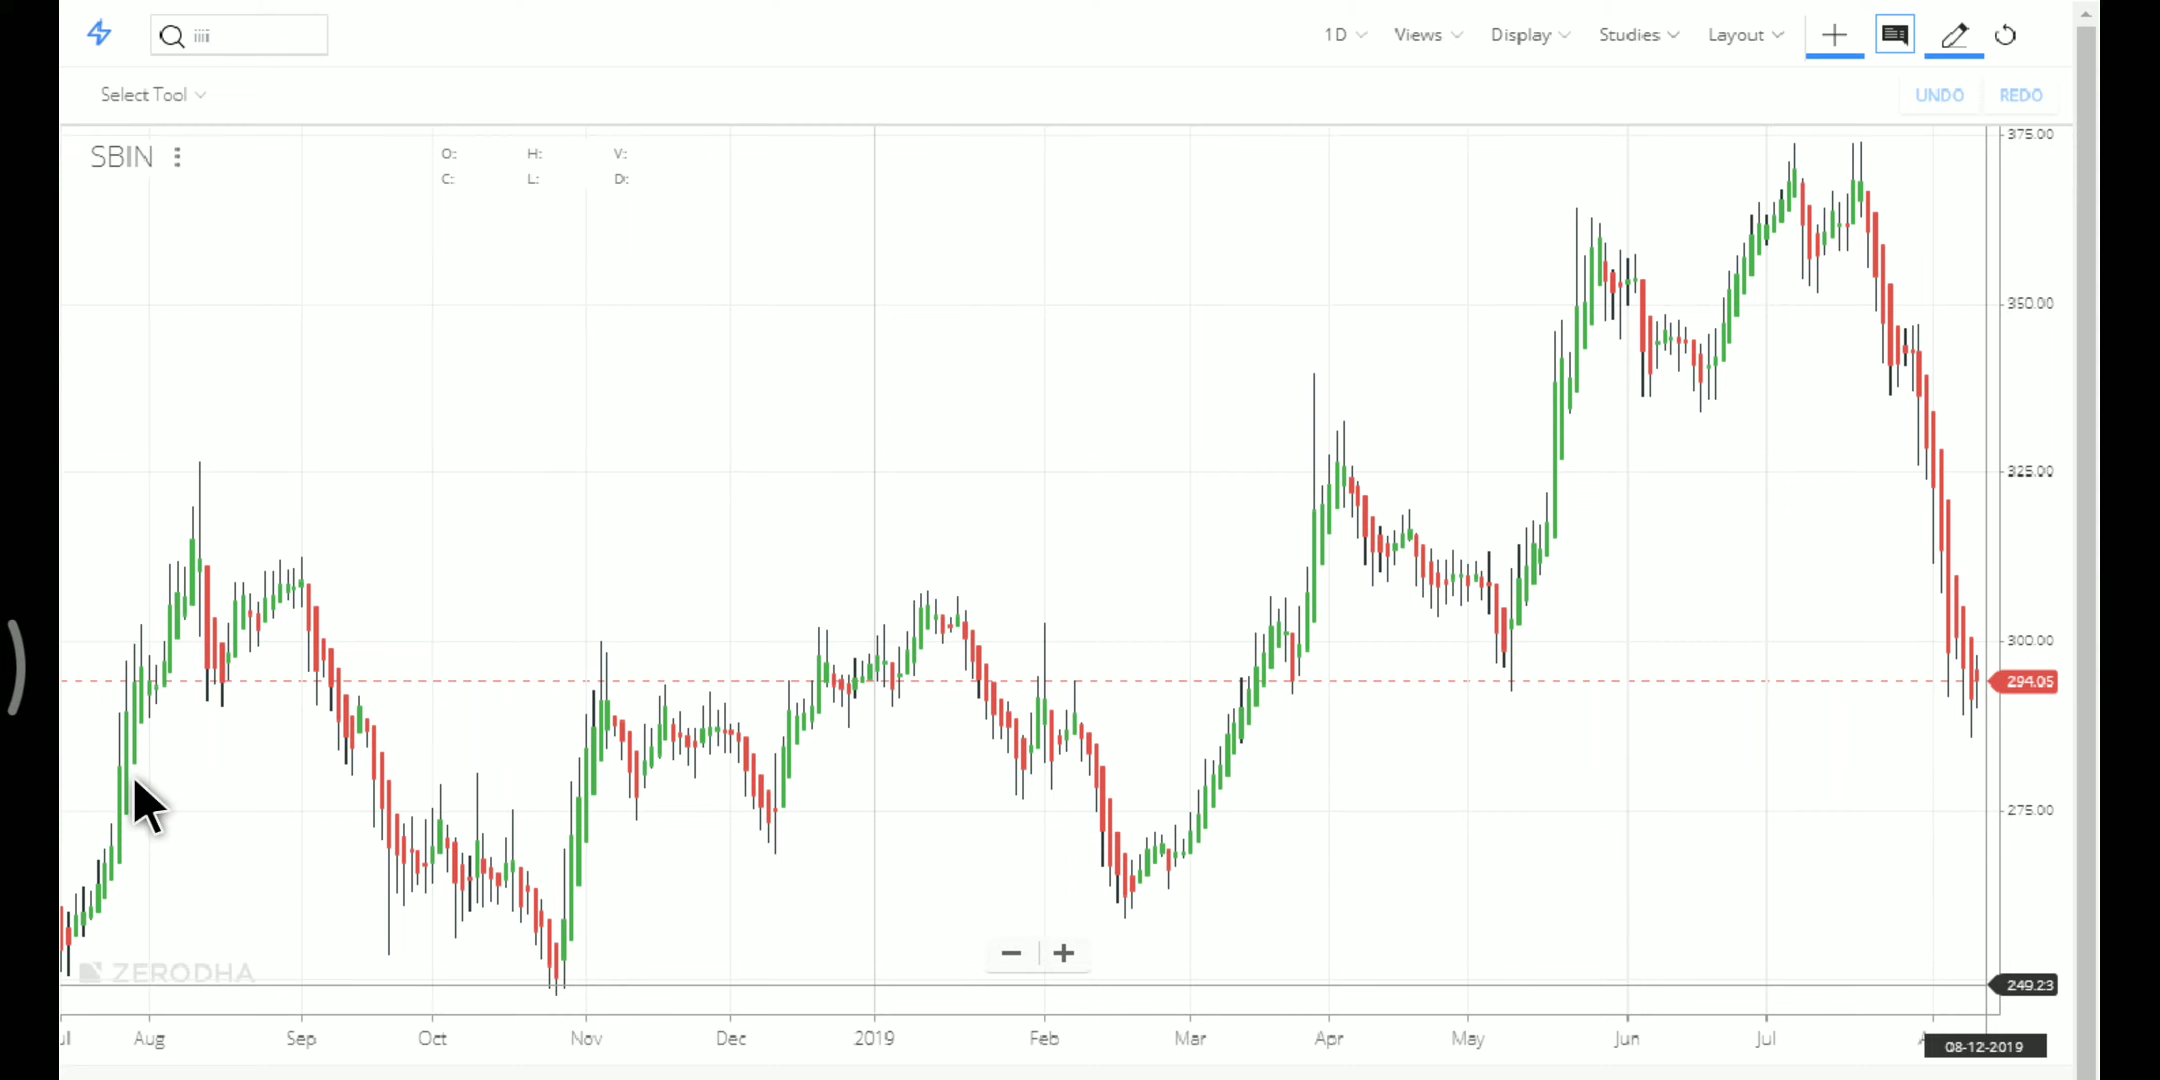 iiii
1D Views Display Studies Layout
Select Tool
UNDO REDO
SBIN
O: H: V:
C: L: D:
375.00
350.00
325.00
300.00
294.05
275.00
ZERODHA
249.23
Aug Sep Oct Nov Dec 2019 Feb Mar Apr May Jun Jul
08-12-2019